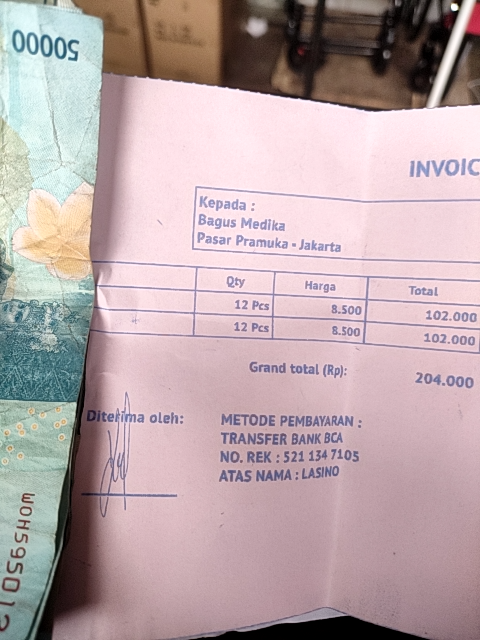 50000
INVOIC
Kepada :
Bagus Medika
Pasar Pramuka - Jakarta
Qty Harga Total
12 Pcs 8.500 102.000
12 Pcs 8.500 102.000
Grand total (Rp): 204.000
Diterima oleh:
METODE PEMBAYARAN :
TRANSFER BANK BCA
NO. REK : 521 134 7105
ATAS NAMA : LASINO
WOH595012